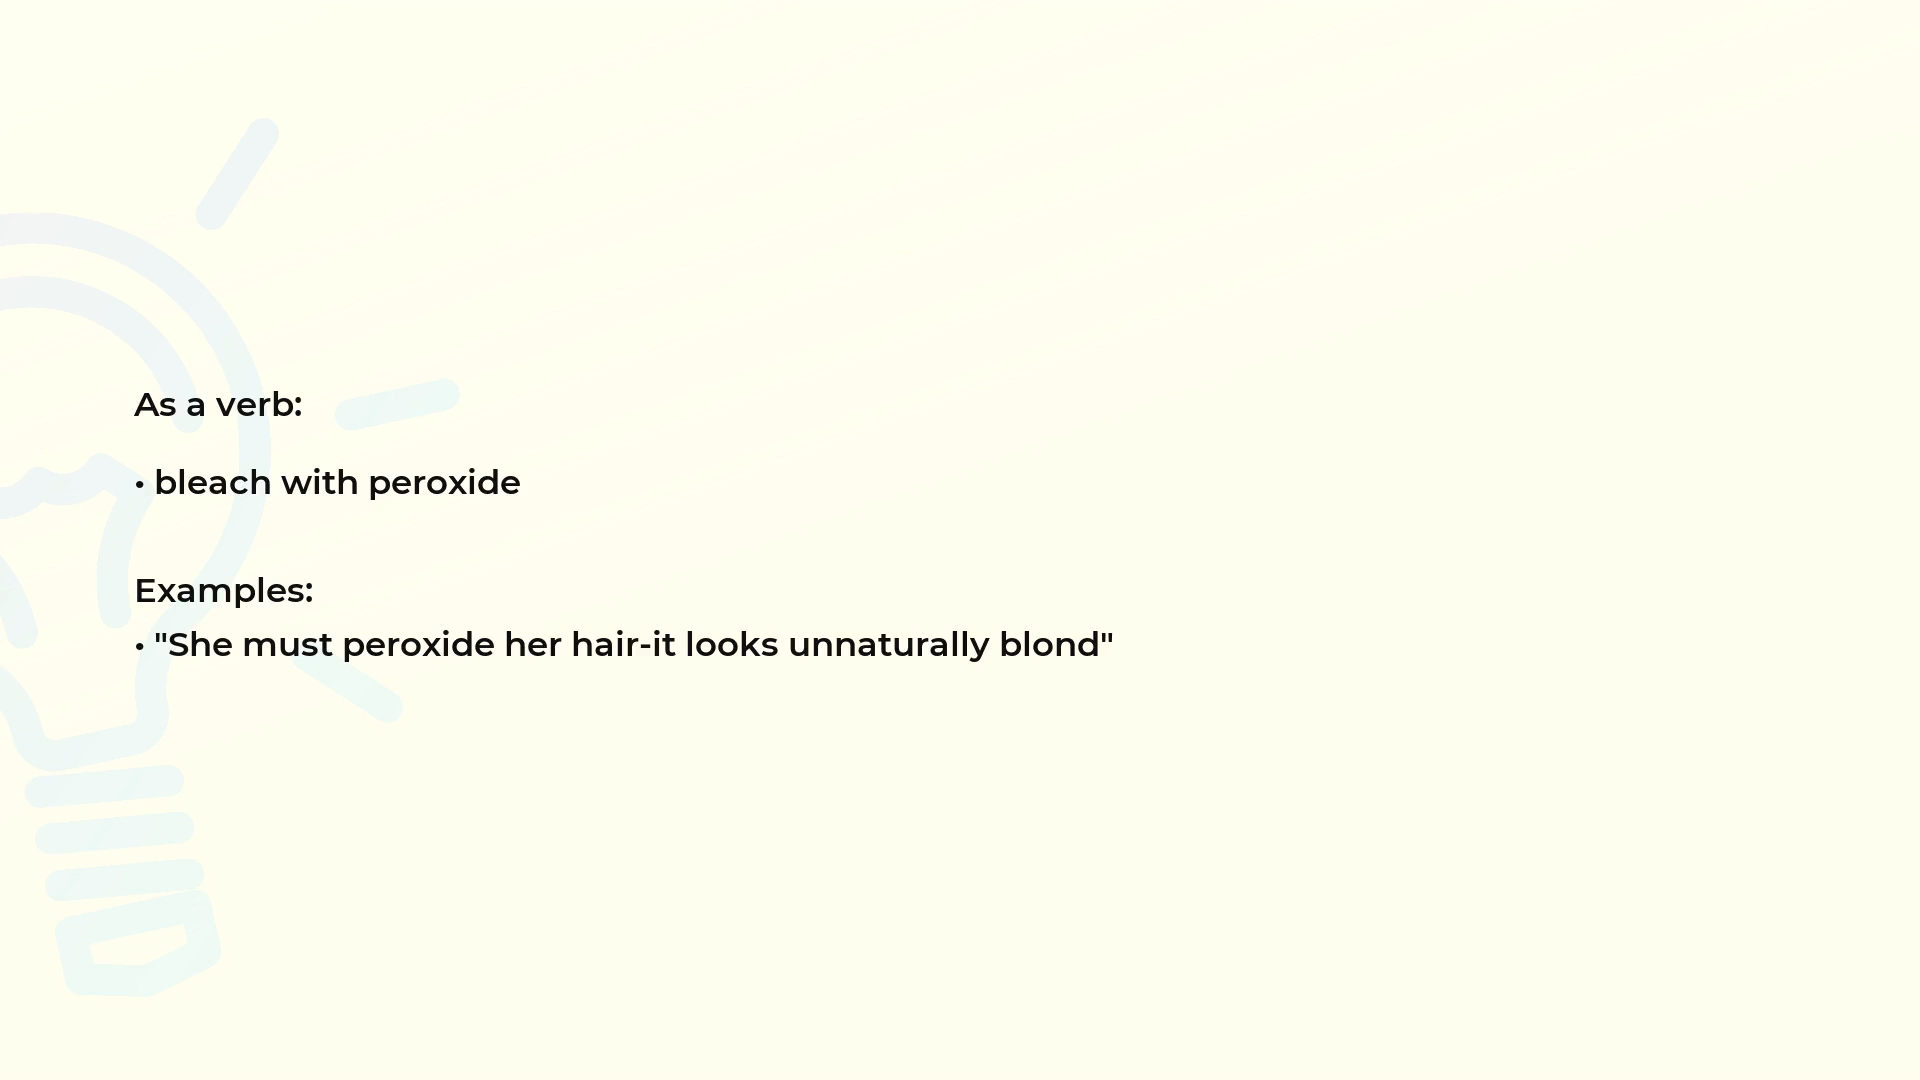 As a verb:
• bleach with peroxide
Examples:
• "She must peroxide her hair-it looks unnaturally blond"